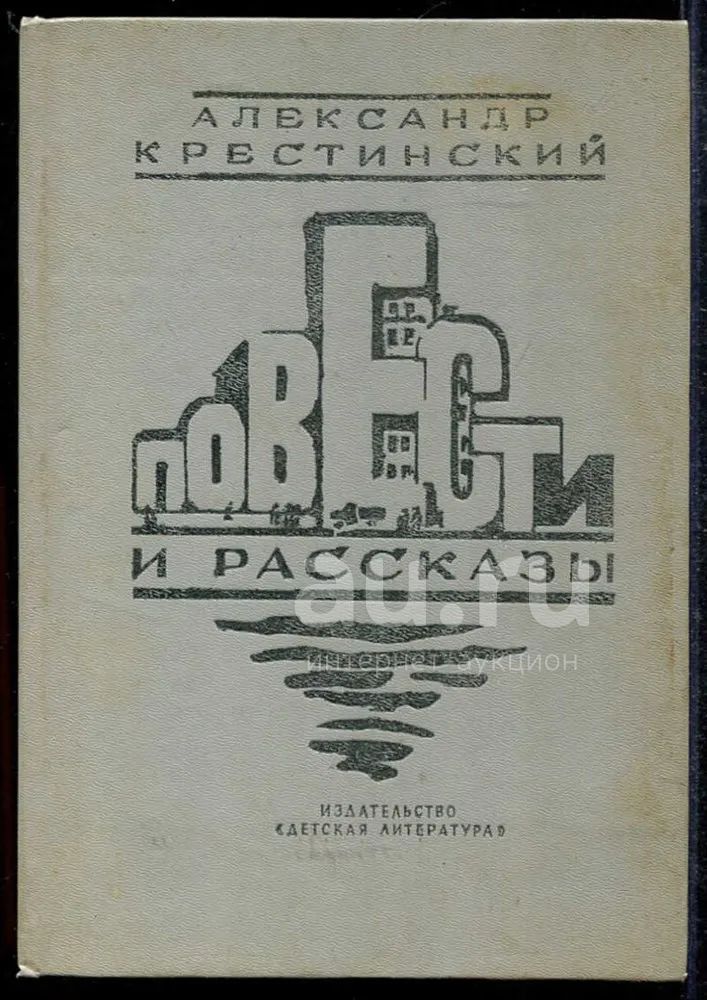 АЛЕКСАНДР
КРЕСТИНСКИЙ
ПОВЕСТИ
И РАССКАЗЫ
au.ru
интернет аукцион
ИЗДАТЕЛЬСТВО
«ДЕТСКАЯ ЛИТЕРАТУРА»